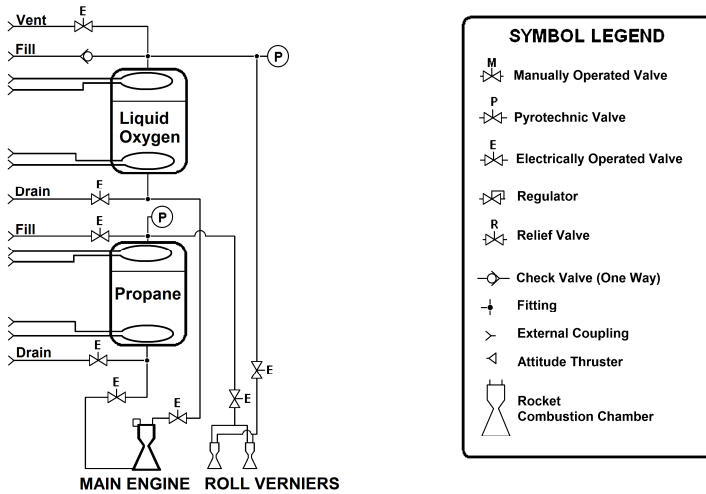 Vent
E
Fill
P
Liquid
Oxygen
Drain
E
P
Fill
E
Propane
Drain
E
E
E
E
E
MAIN ENGINE
ROLL VERNIERS
SYMBOL LEGEND
M
Manually Operated Valve
P
Pyrotechnic Valve
E
Electrically Operated Valve
Regulator
R
Relief Valve
Check Valve (One Way)
Fitting
External Coupling
Attitude Thruster
Rocket
Combustion Chamber